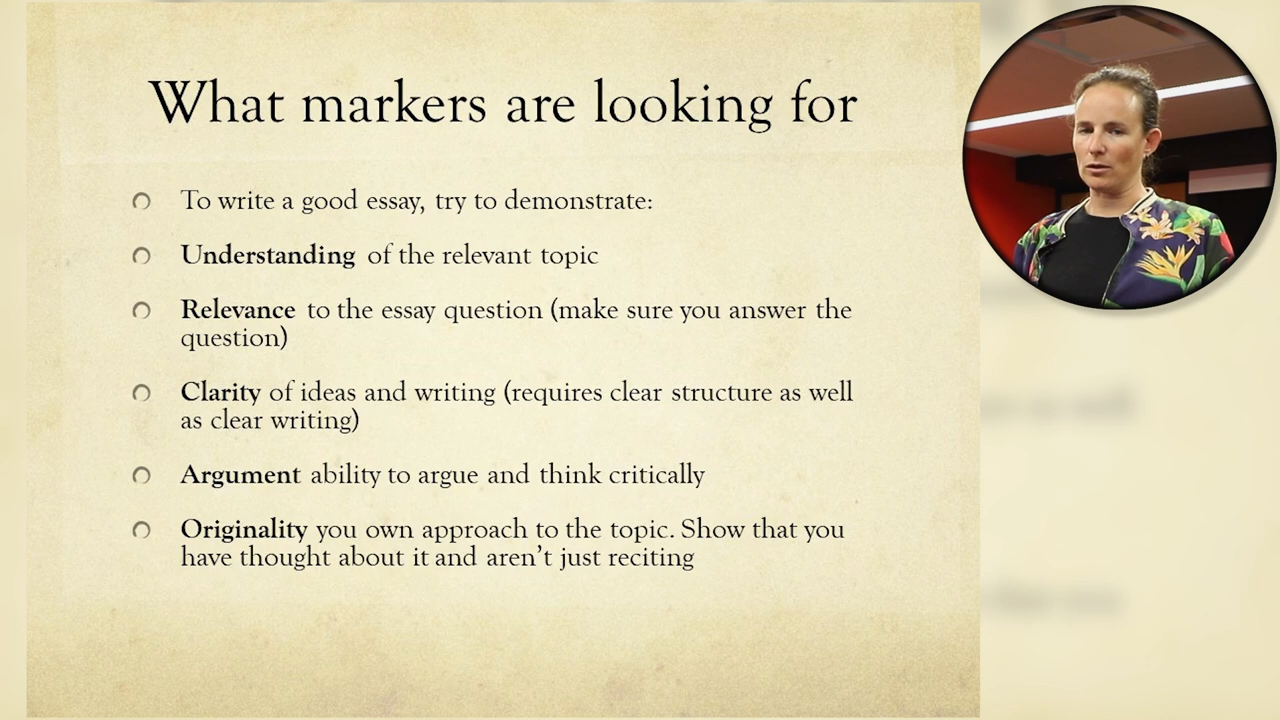 What markers are looking for
To write a good essay, try to demonstrate:
Understanding of the relevant topic
Relevance to the essay question (make sure you answer the
question)
Clarity of ideas and writing (requires clear structure as well
as clear writing)
Argument ability to argue and think critically
Originality you own approach to the topic. Show that you
have thought about it and aren't just reciting